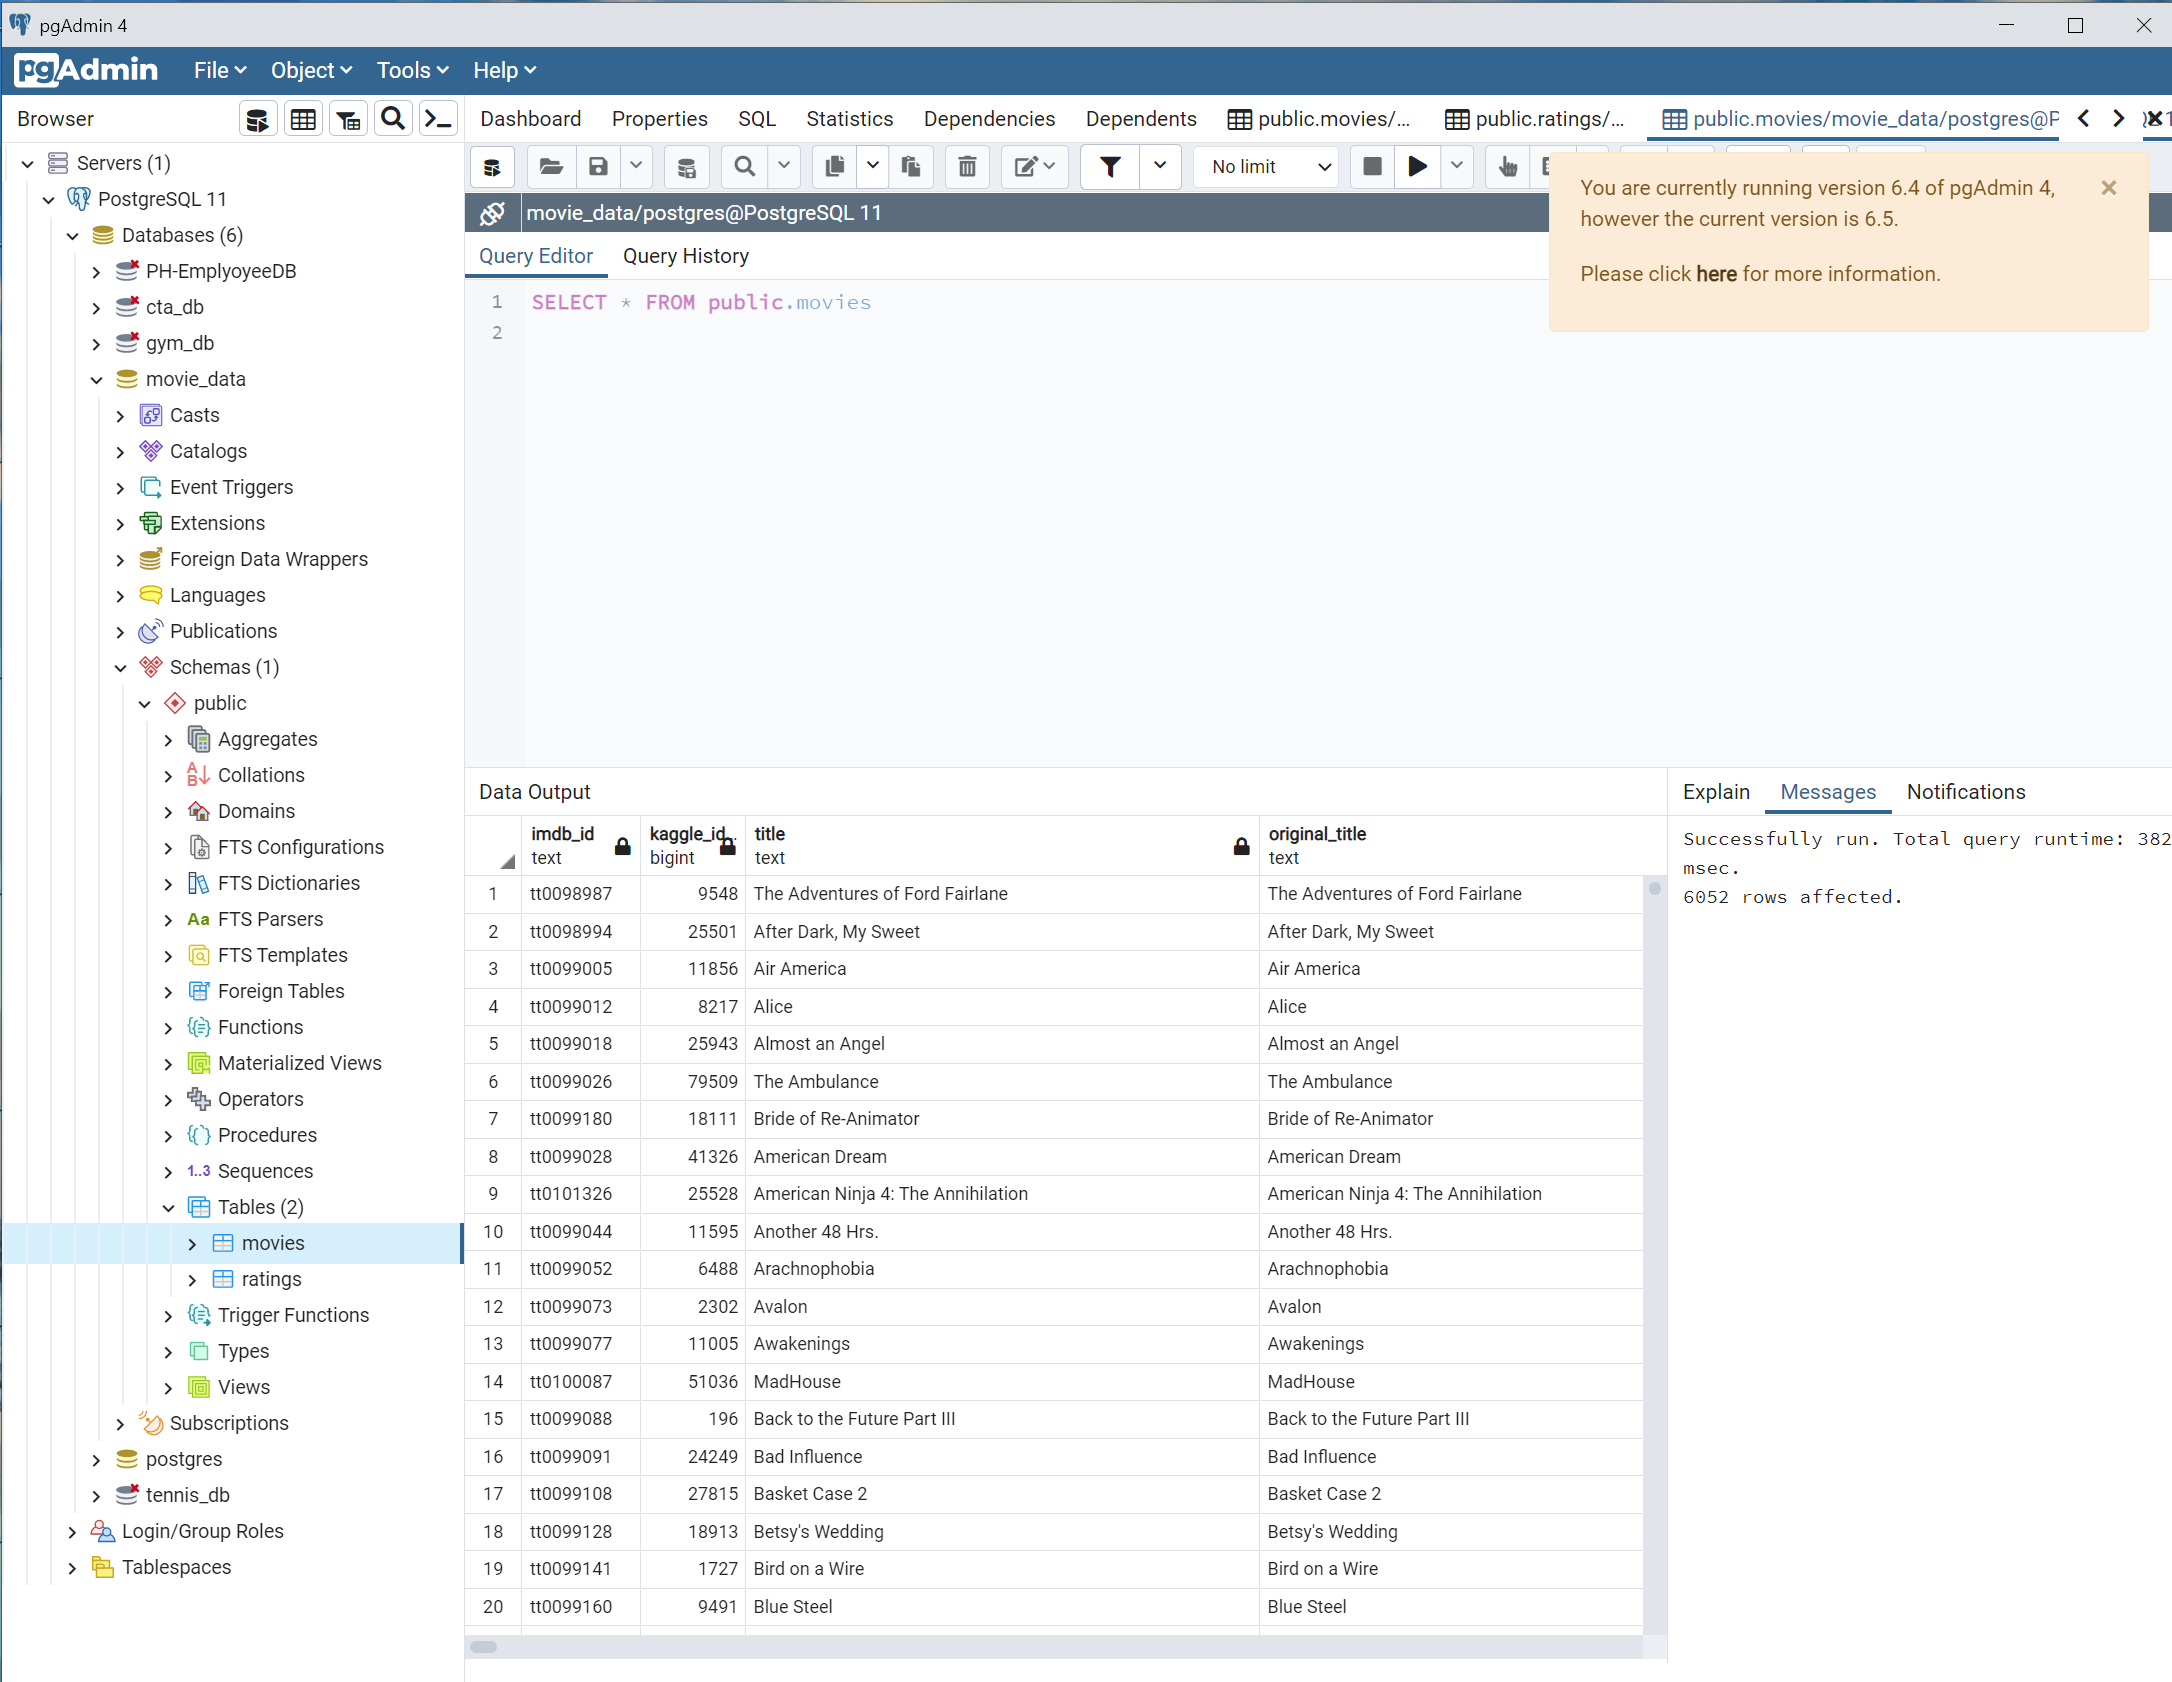 pgAdmin 4
pgAdmin File Object Tools Help
Browser
Dashboard Properties SQL Statistics Dependencies Dependents public.movies/... public.ratings/... public.movies/movie_data/postgres@P
No limit
movie_data/postgres@PostgreSQL 11
Query Editor Query History
You are currently running version 6.4 of pgAdmin 4,
however the current version is 6.5.
Please click here for more information.
1 SELECT * FROM public.movies
2
Servers (1)
PostgreSQL 11
Databases (6)
PH-EmplyoyeeDB
cta_db
gym_db
movie_data
Casts
Catalogs
Event Triggers
Extensions
Foreign Data Wrappers
Languages
Publications
Schemas (1)
public
Aggregates
Collations
Domains
FTS Configurations
FTS Dictionaries
Aa FTS Parsers
FTS Templates
Foreign Tables
Functions
Materialized Views
Operators
Procedures
1..3 Sequences
Tables (2)
movies
ratings
Trigger Functions
Types
Views
Subscriptions
postgres
tennis_db
Login/Group Roles
Tablespaces
Data Output
imdb_id kaggle_id.. title original_title
text bigint text text
1 tt0098987 9548 The Adventures of Ford Fairlane The Adventures of Ford Fairlane
2 tt0098994 25501 After Dark, My Sweet After Dark, My Sweet
3 tt0099005 11856 Air America Air America
4 tt0099012 8217 Alice Alice
5 tt0099018 25943 Almost an Angel Almost an Angel
6 tt0099026 79509 The Ambulance The Ambulance
7 tt0099180 18111 Bride of Re-Animator Bride of Re-Animator
8 tt0099028 41326 American Dream American Dream
9 tt0101326 25528 American Ninja 4: The Annihilation American Ninja 4: The Annihilation
10 tt0099044 11595 Another 48 Hrs. Another 48 Hrs.
11 tt0099052 6488 Arachnophobia Arachnophobia
12 tt0099073 2302 Avalon Avalon
13 tt0099077 11005 Awakenings Awakenings
14 tt0100087 51036 MadHouse MadHouse
15 tt0099088 196 Back to the Future Part III Back to the Future Part III
16 tt0099091 24249 Bad Influence Bad Influence
17 tt0099108 27815 Basket Case 2 Basket Case 2
18 tt0099128 18913 Betsy's Wedding Betsy's Wedding
19 tt0099141 1727 Bird on a Wire Bird on a Wire
20 tt0099160 9491 Blue Steel Blue Steel
Explain Messages Notifications
Successfully run. Total query runtime: 382
msec.
6052 rows affected.